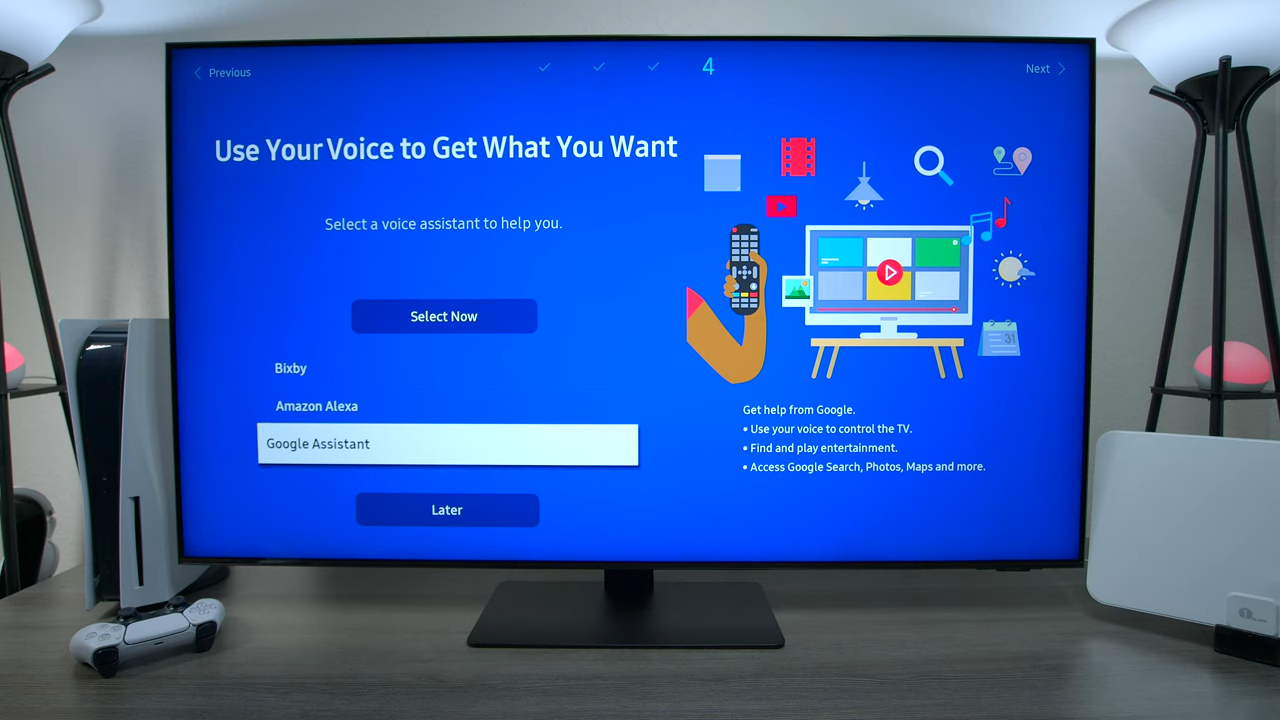 Previous
4
Next
Use Your Voice to Get What You Want
Select a voice assistant to help you.
Select Now
Bixby
Amazon Alexa
Google Assistant
Later
31
Get help from Google.
• Use your voice to control the TV.
• Find and play entertainment.
• Access Google Search, Photos, Maps and more.